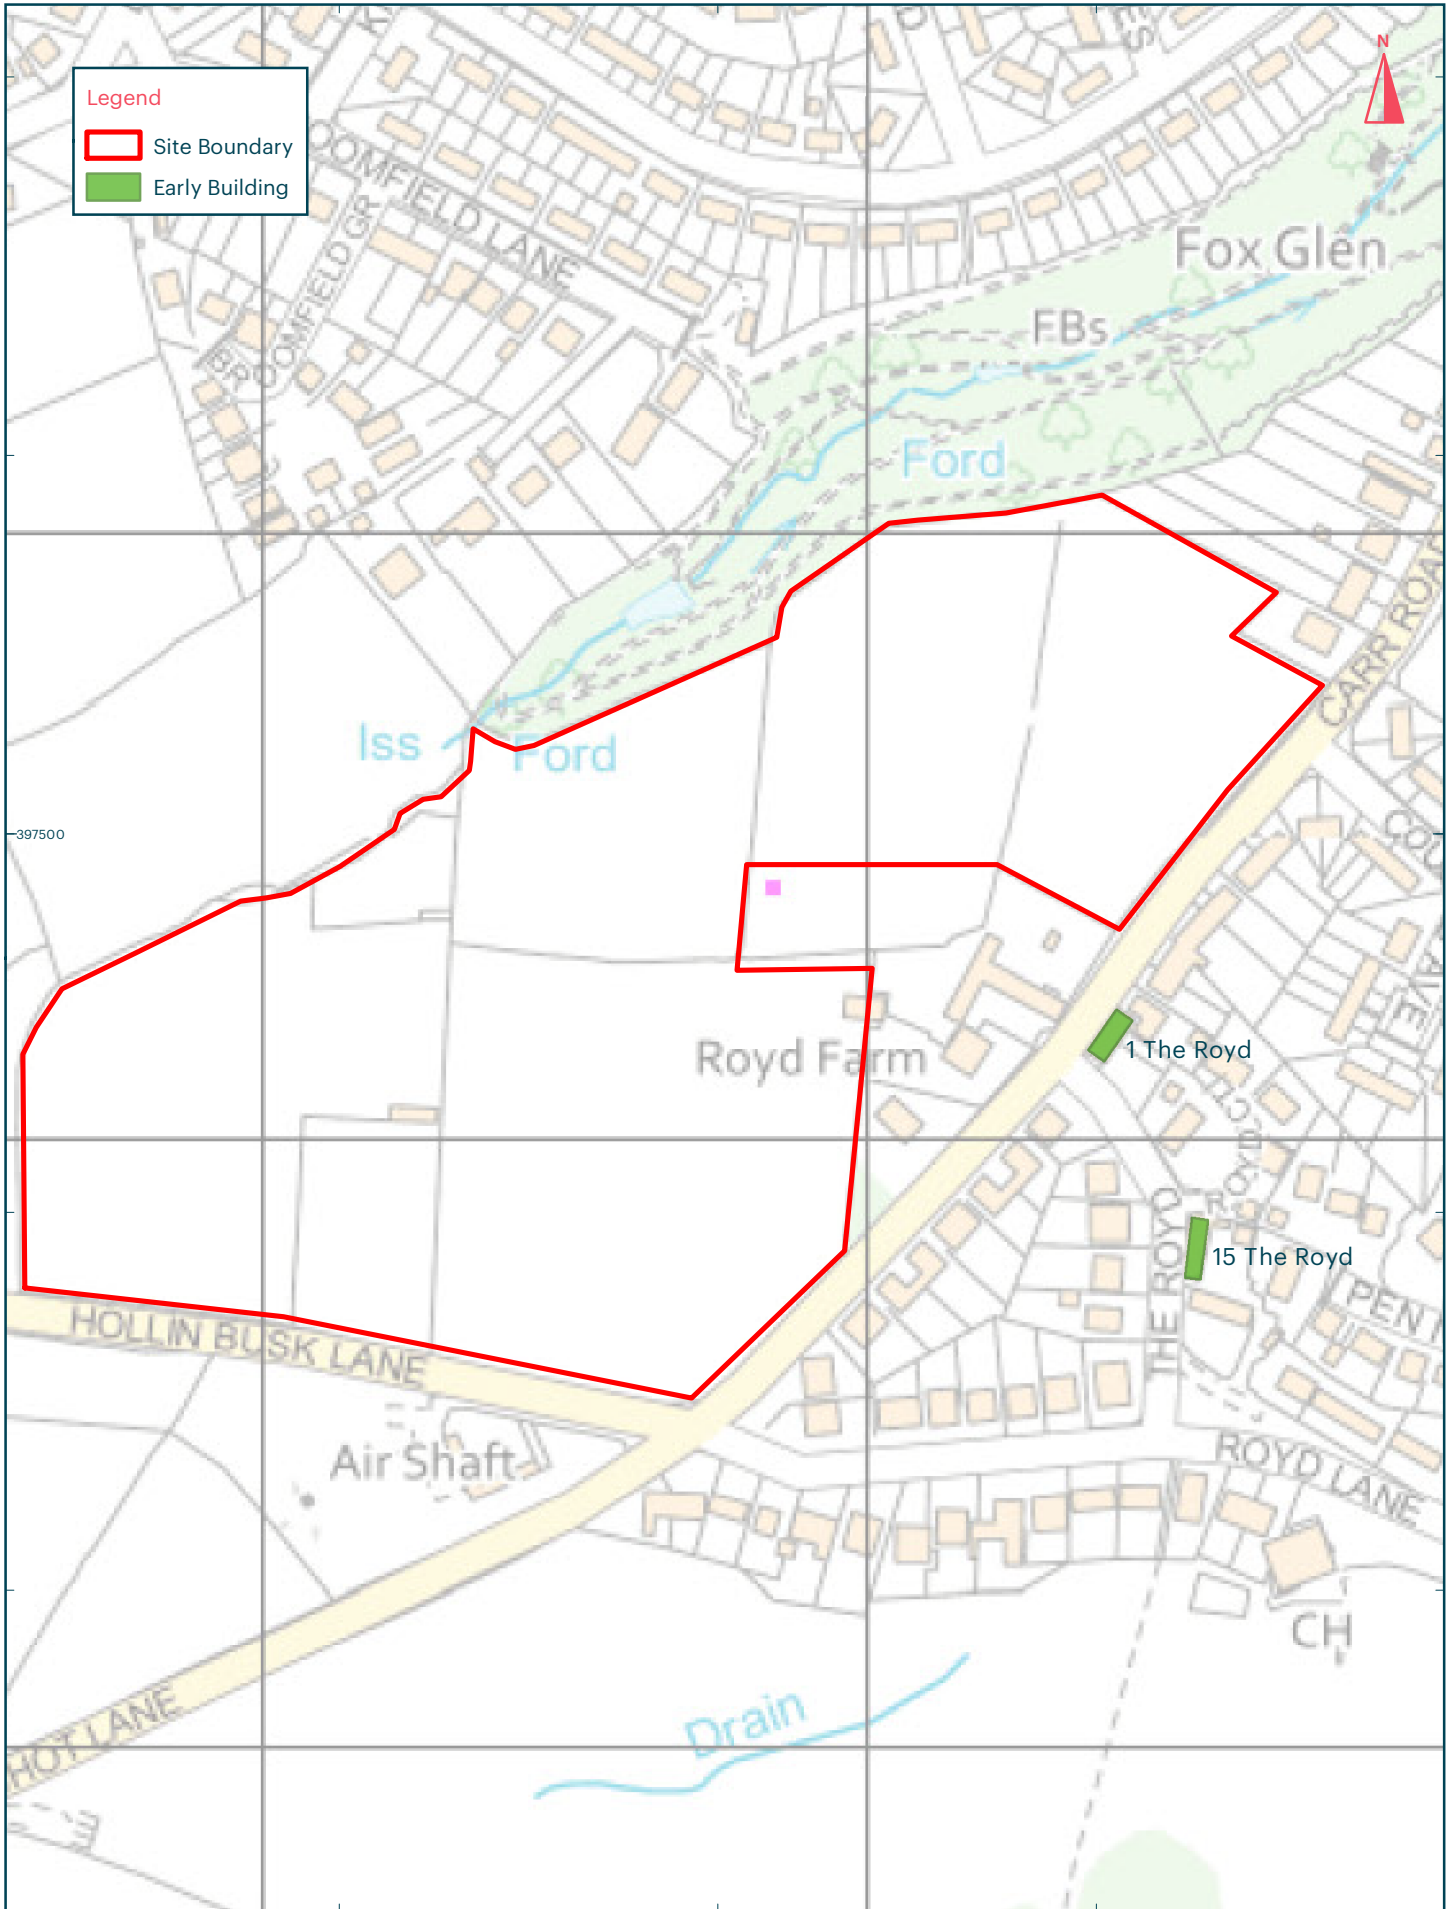 N
Legend
Site Boundary
Early Building
OOMFIELD LANE
BROOMFIELD GR
Fox Glen
FBs
Ford
CARR ROAD
Iss
Ford
397500
Royd Farm
1 The Royd
15 The Royd
THE ROYD
PEN N
HOLLIN BUSK LANE
Air Shaft
ROYD LANE
CH
Drain
HOT LANE